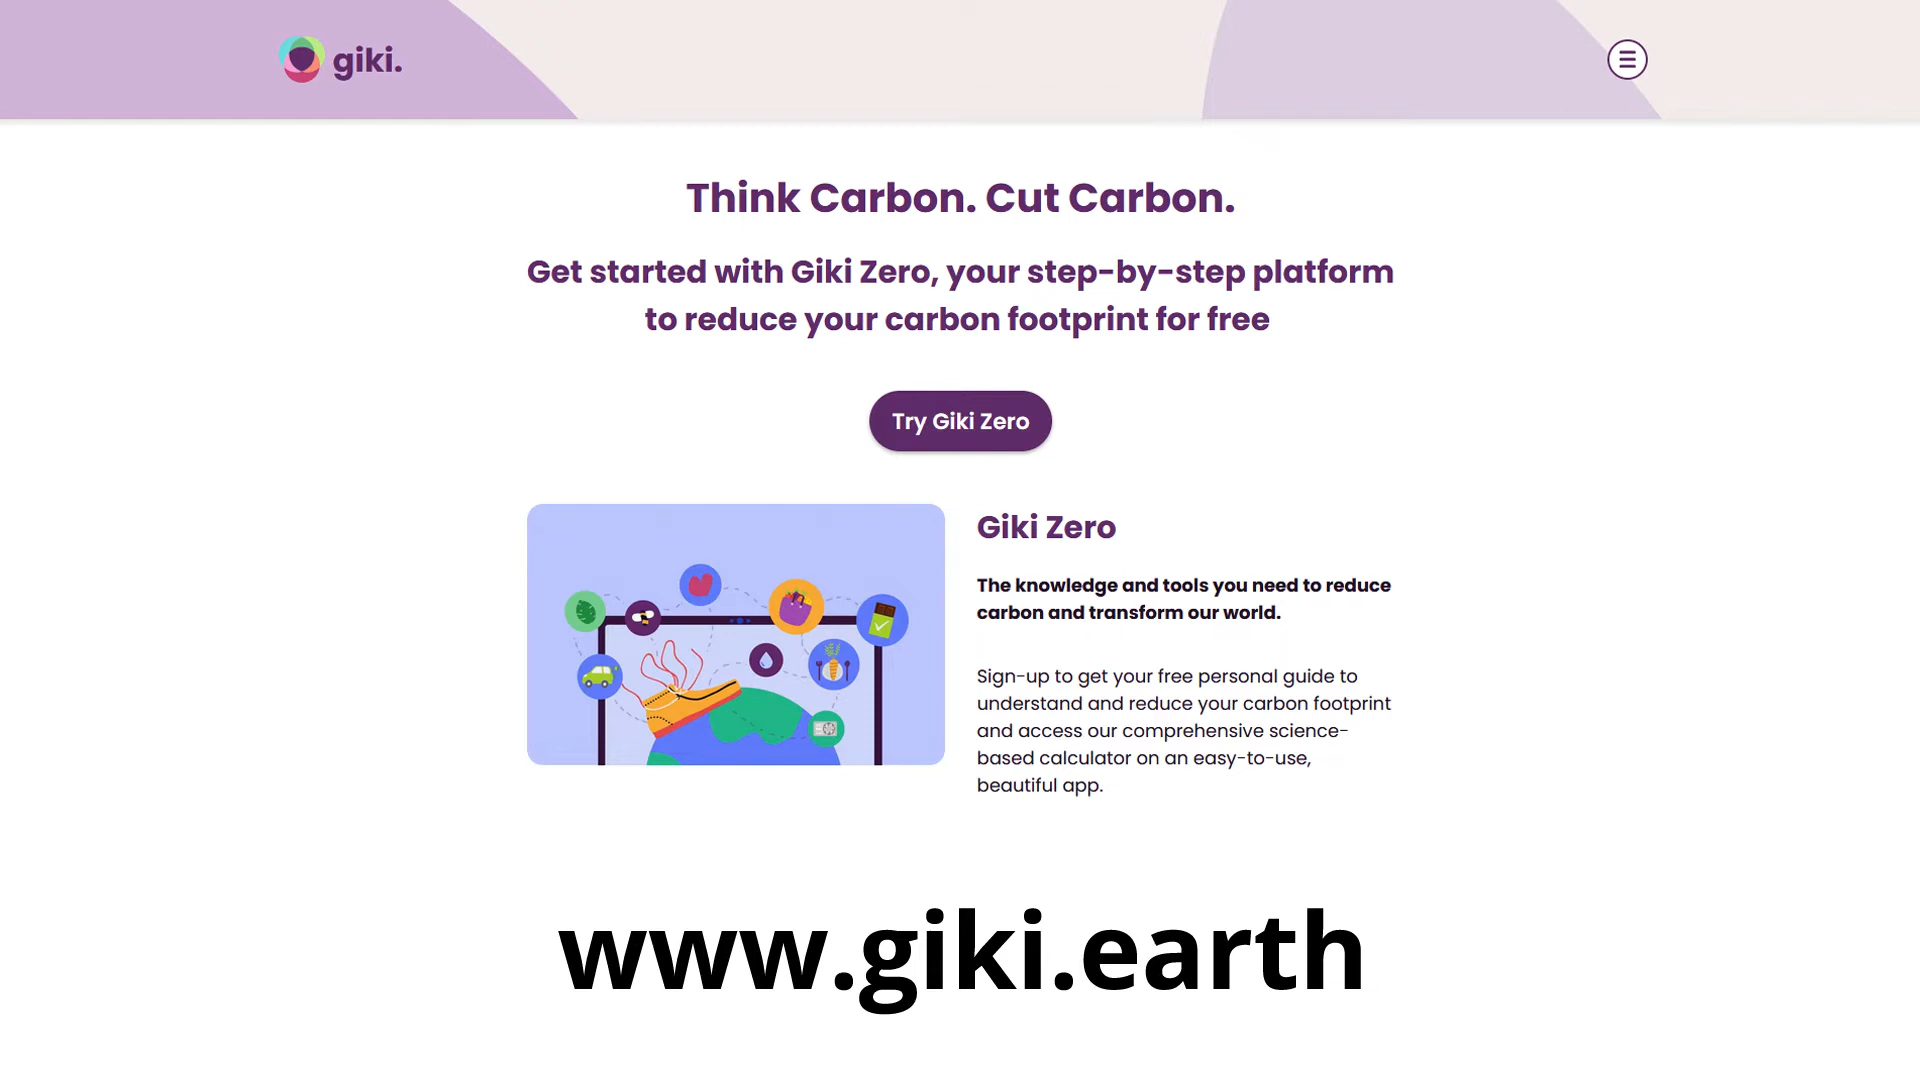 giki.
Think Carbon. Cut Carbon.
Get started with Giki Zero, your step-by-step platform
to reduce your carbon footprint for free
Try Giki Zero
Giki Zero
The knowledge and tools you need to reduce
carbon and transform our world.
Sign-up to get your free personal guide to
understand and reduce your carbon footprint
and access our comprehensive science-
based calculator on an easy-to-use,
beautiful app.
www.giki.earth